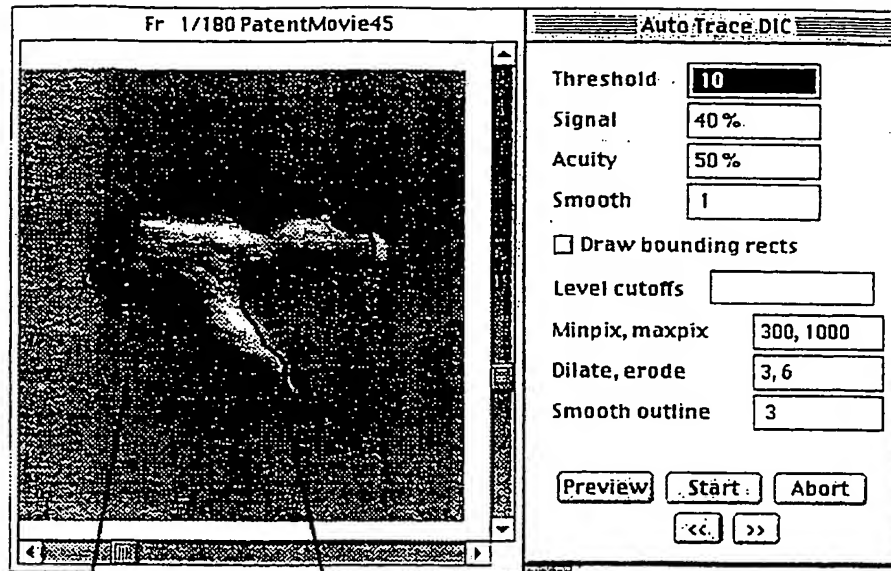 Fr 1/180 PatentMovie45
Auto Trace DIC
Threshold 10
Signal 40%
Acuity 50%
Smooth 1
Draw bounding rects
Level cutoffs
Minpix, maxpix 300, 1000
Dilate, erode 3, 6
Smooth outline 3
Preview Start Abort
<< >>